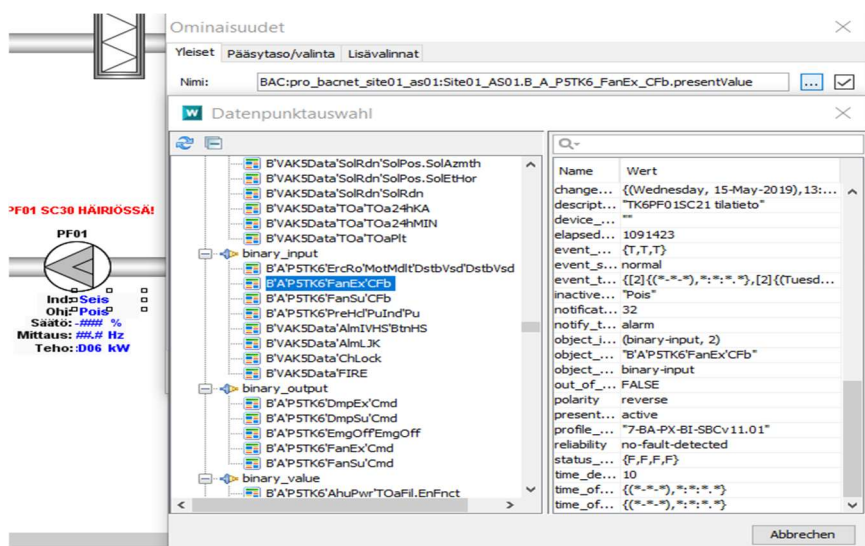 Ominaisuudet
Yleiset Pääsytaso/valinta Lisävalinnat
Nimi: BAC:pro_bacnet_site01_as01:Site01_AS01.B_A_P5TK6_FanEx_CFb.presentValue ...
Datenpunktauswahl
B'VAK5Data'SolRdn'SolPos.SolAzmth
B'VAK5Data'SolRdn'SolPos.SolEtHor
B'VAK5Data'SolRdn'SolRdn
B'VAK5Data'TOa'TOa24hKA
B'VAK5Data'TOa'TOa24hMIN
B'VAK5Data'TOa'TOaPlt
binary_input
B'A'P5TK6'ErcRo'MotMdlt'DstbVsd'DstbVsd
B'A'P5TK6'FanEx'CFb
B'A'P5TK6'FanSu'CFb
B'A'P5TK6'PreHcl'PuInd'Pu
B'VAK5Data'AlmIVHS'BtnHS
B'VAK5Data'AlmLJK
B'VAK5Data'ChLock
B'VAK5Data'FIRE
binary_output
B'A'P5TK6'DmpEx'Cmd
B'A'P5TK6'DmpSu'Cmd
B'A'P5TK6'EmgOff'EmgOff
B'A'P5TK6'FanEx'Cmd
B'A'P5TK6'FanSu'Cmd
binary_value
B'A'P5TK6'AhuPwr'TOaFil.EnFnct
Name Wert
change... {(Wednesday, 15-May-2019),13:...
descript... "TK6PF01SC21 tilatieto"
device_... ""
elapsed... 1091423
event_... {T,T,T}
event_s... normal
event_t... {[2]{(*-*-*),*:*:*.*},[2]{(Tuesd...
inactive... "Pois"
notificat... 32
notify_t... alarm
object_i... (binary-input, 2)
object_... "B'A'P5TK6'FanEx'CFb"
object_... binary-input
out_of_... FALSE
polarity reverse
present... active
profile_... "7-BA-PX-BI-SBCv11.01"
reliability no-fault-detected
status_... {F,F,F,F}
time_de... 10
time_of... {(*-*-*),*:*:*.*}
time_of... {(*-*-*),*:*:*.*}
Abbrechen
PF01 SC30 HÄIRIÖSSÄ!
PF01
Ind: Seis
Ohj: Pois
Säätö: -### %
Mittaus: ##.# Hz
Teho: :D06 kW